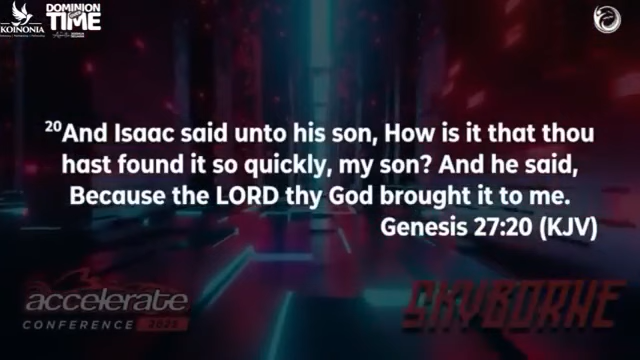 KOINONIA
DOMINION
TIME
20And Isaac said unto his son, How is it that thou
hast found it so quickly, my son? And he said,
Because the LORD thy God brought it to me.
Genesis 27:20 (KJV)
accelerate
CONFERENCE
SKYBORNE